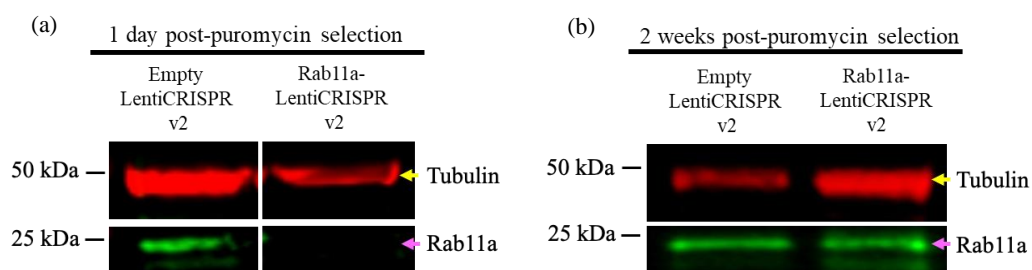 (a)
1 day post-puromycin selection
Empty
LentiCRISPR
v2
Rab11a-
LentiCRISPR
v2
50 kDa
Tubulin
25 kDa
Rab11a
(b)
2 weeks post-puromycin selection
Empty
LentiCRISPR
v2
Rab11a-
LentiCRISPR
v2
50 kDa
Tubulin
25 kDa
Rab11a